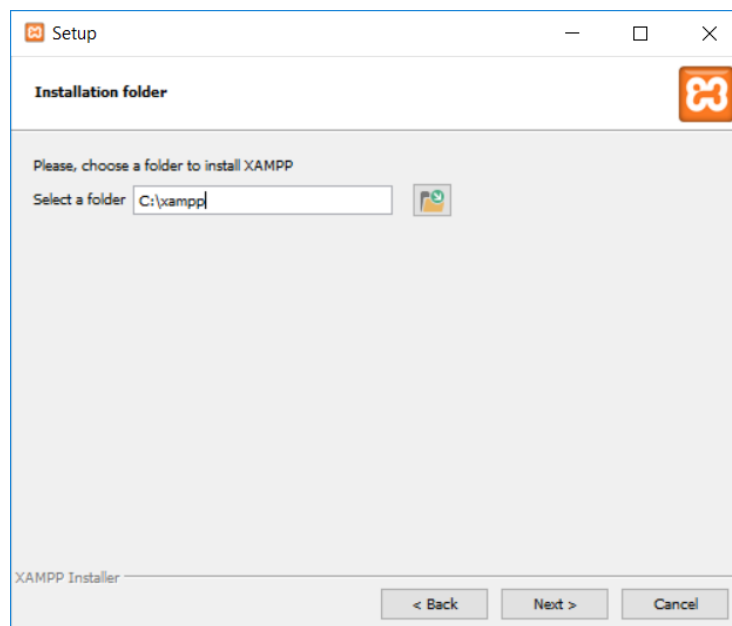 Setup
Installation folder
Please, choose a folder to install XAMPP
Select a folder C:\xampp
XAMPP Installer
< Back Next > Cancel